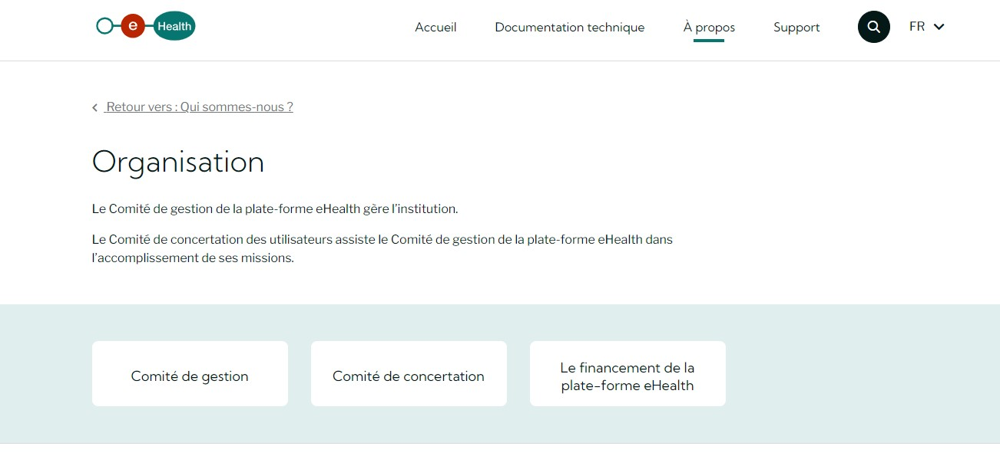 e Health
Accueil
Documentation technique
À propos
Support
FR
Retour vers : Qui sommes-nous ?
Organisation
Le Comité de gestion de la plate-forme eHealth gère l’institution.
Le Comité de concertation des utilisateurs assiste le Comité de gestion de la plate-forme eHealth dans
l’accomplissement de ses missions.
Comité de gestion
Comité de concertation
Le financement de la
plate-forme eHealth